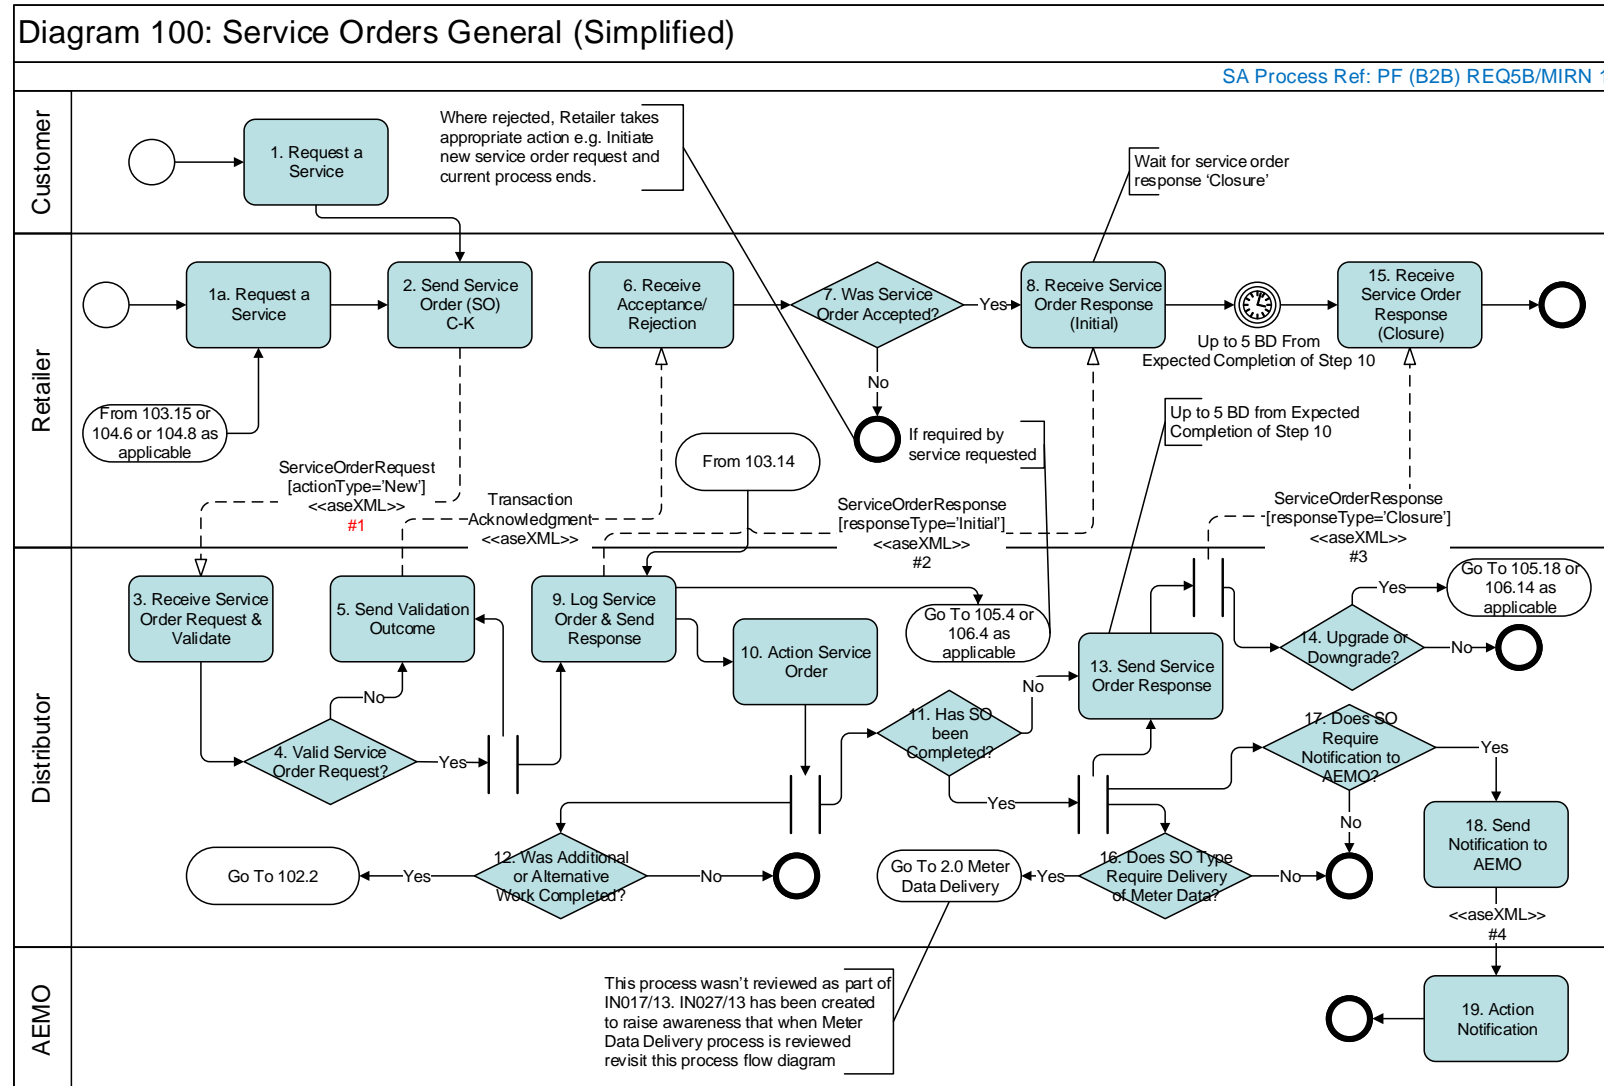 Diagram 100: Service Orders General (Simplified)
SA Process Ref: PF (B2B) REQ5B/MIRN 1
Customer
1. Request a
Service
Where rejected, Retailer takes
appropriate action e.g. Initiate
new service order request and
current process ends.
Wait for service order
response ‘Closure’
Retailer
1a. Request a
Service
2. Send Service
Order (SO)
C-K
6. Receive
Acceptance/
Rejection
7. Was Service
Order Accepted?
Yes
No
8. Receive Service
Order Response
(Initial)
Up to 5 BD From
Expected Completion of Step 10
15. Receive
Service Order
Response
(Closure)
From 103.15 or
104.6 or 104.8 as
applicable
From 103.14
If required by
service requested
Up to 5 BD from Expected
Completion of Step 10
ServiceOrderRequest
[actionType=’New’]
<<aseXML>>
#1
Transaction
Acknowledgment
<<aseXML>>
ServiceOrderResponse
[responseType=’Initial’]
<<aseXML>>
#2
ServiceOrderResponse
[responseType=’Closure’]
<<aseXML>>
#3
Distributor
3. Receive Service
Order Request &
Validate
5. Send Validation
Outcome
9. Log Service
Order & Send
Response
10. Action Service
Order
Go To 105.4 or
106.4 as
applicable
13. Send Service
Order Response
14. Upgrade or
Downgrade?
Yes
No
Go To 105.18 or
106.14 as
applicable
4. Valid Service
Order Request?
No
Yes
11. Has SO
been
Completed?
No
Yes
17. Does SO
Require
Notification to
AEMO?
Yes
No
18. Send
Notification to
AEMO
Go To 102.2
Yes
12. Was Additional
or Alternative
Work Completed?
No
Go To 2.0 Meter
Data Delivery
Yes
16. Does SO Type
Require Delivery
of Meter Data?
No
<<aseXML>>
#4
AEMO
This process wasn’t reviewed as part of
IN017/13. IN027/13 has been created
to raise awareness that when Meter
Data Delivery process is reviewed
revisit this process flow diagram
19. Action
Notification